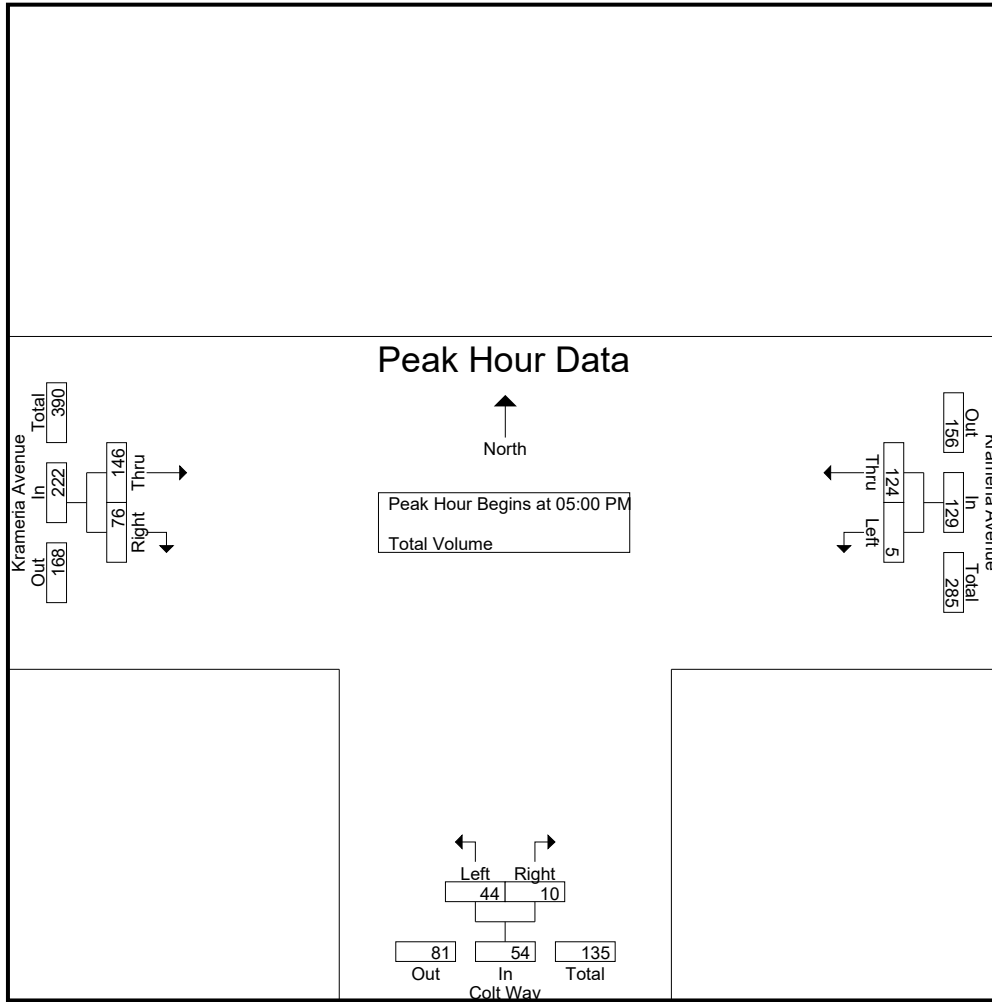 Peak Hour Data
North
Peak Hour Begins at 05:00 PM
Total Volume
Krameria Avenue
Out In Total
168 222 390
76 146
Right Thru
Krameria Avenue
Out In Total
156 129 285
124 5
Thru Left
Left Right
44 10
81 54 135
Out In Total
Colt Way